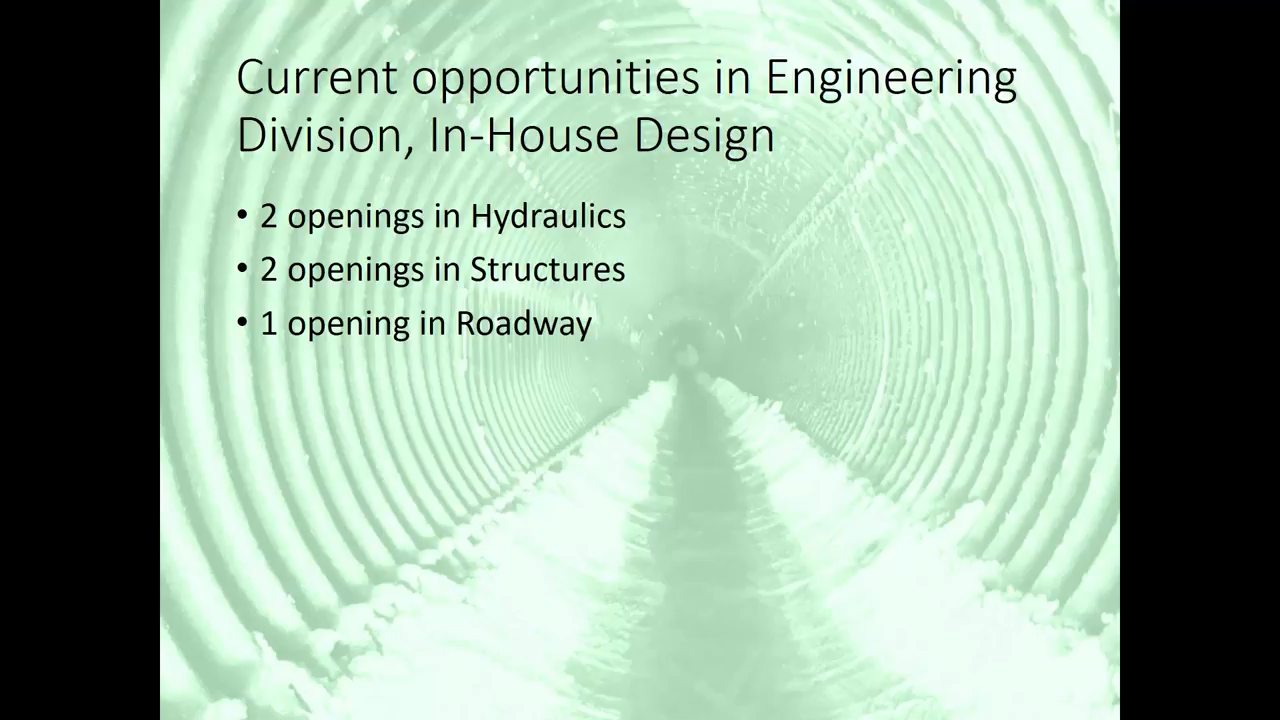 Current opportunities in Engineering
Division, In-House Design
• 2 openings in Hydraulics
• 2 openings in Structures
• 1 opening in Roadway